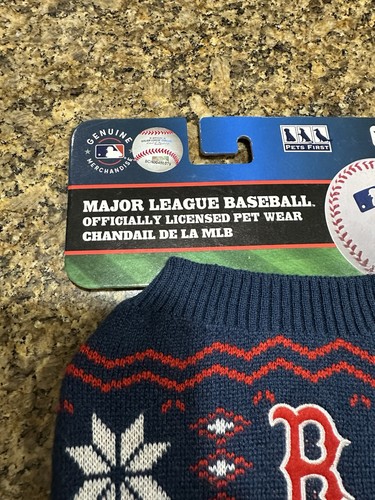 GENUINE
MERCHANDISE
PETS FIRST
MAJOR LEAGUE BASEBALL.
OFFICIALLY LICENSED PET WEAR
CHANDAIL DE LA MLB
B